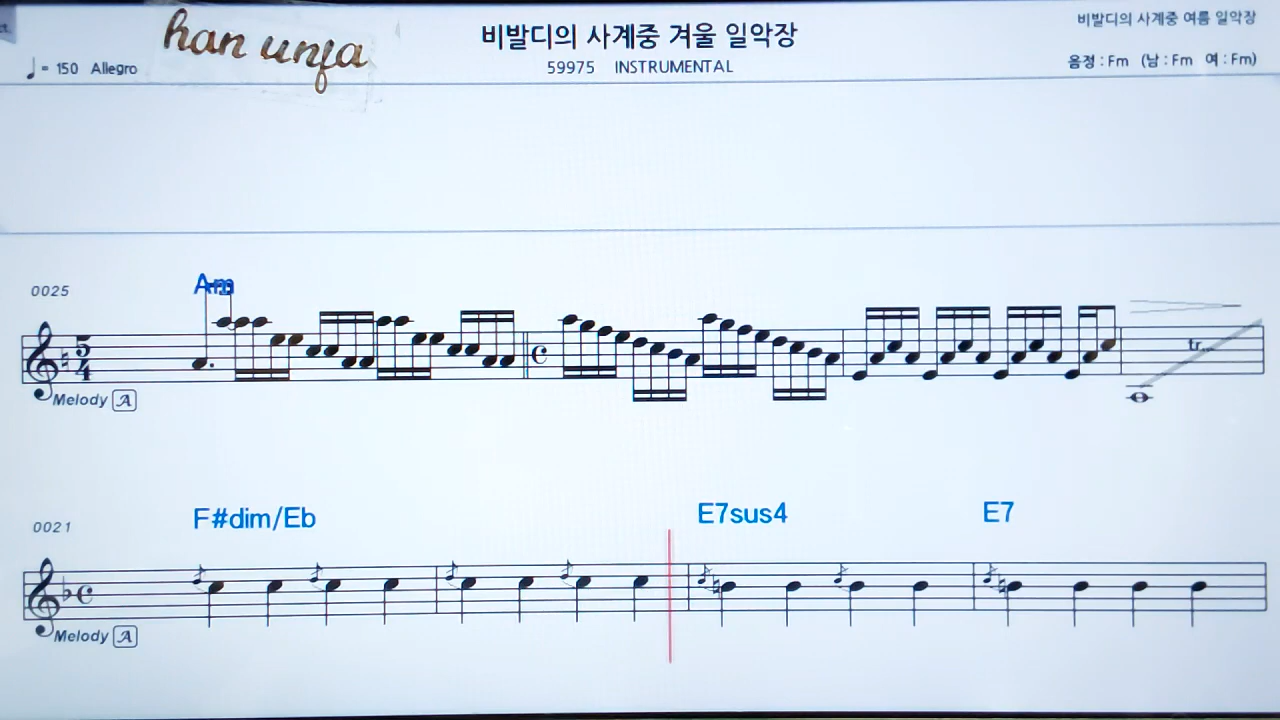 han unja
비발디의 사계중 겨울 일악장
비발디의 사계중 여름 일악장
♩= 150 Allegro
59975 INSTRUMENTAL
음정 : Fm (남 : Fm 여 : Fm)
0025
Am
5
4
tr...
Melody A
0021
F#dim/Eb E7sus4 E7
Melody A